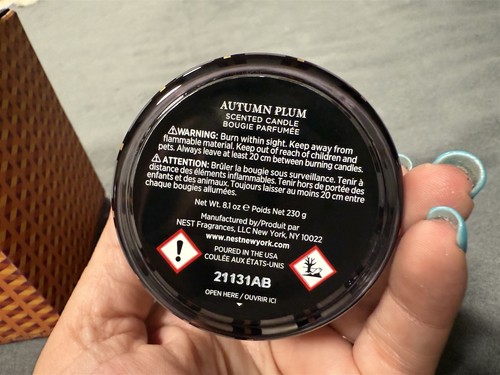 AUTUMN PLUM
SCENTED CANDLE
BOUGIE PARFUMÉE
⚠WARNING: Burn within sight. Keep away from
flammable material. Keep out of reach of children and
pets. Always leave at least 20 cm between burning candles.
⚠ ATTENTION: Brûler la bougie sous surveillance. Tenir à
distance des éléments inflammables. Tenir hors de portée des
enfants et des animaux. Toujours laisser au moins 20 cm entre
chaque bougies allumées.
Net Wt. 8.1 oz ℮ Poids Net 230 g
Manufactured by/Produit par
NEST Fragrances, LLC New York, NY 10022
www.nestnewyork.com
POURED IN THE USA
COULÉE AUX ÉTATS-UNIS
21131AB
OPEN HERE / OUVRIR ICI